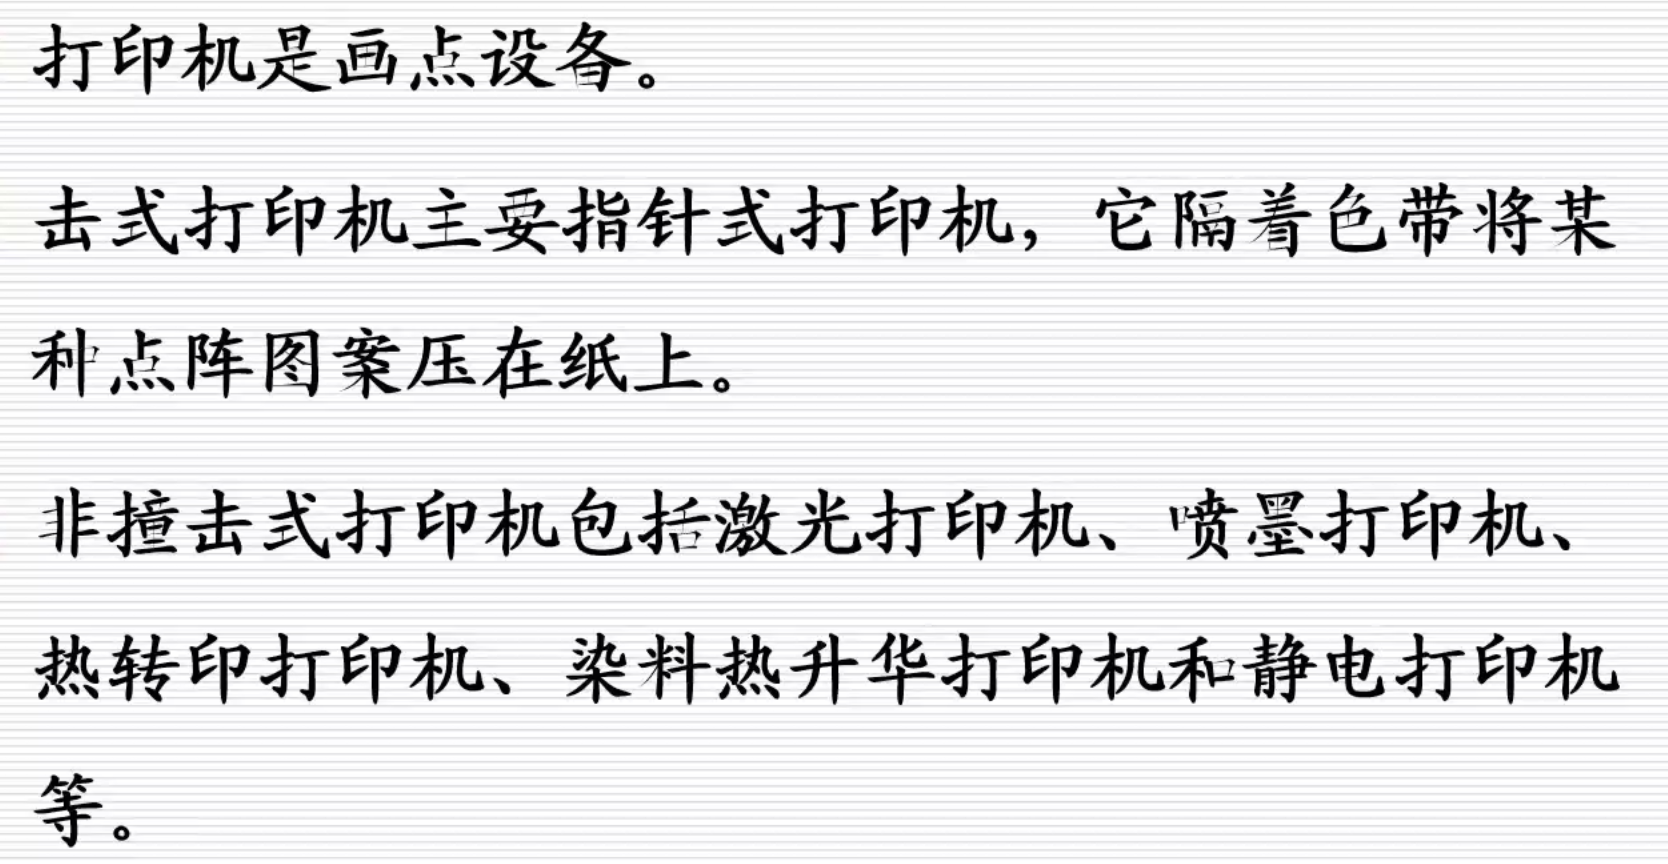 打印机是画点设备。
击式打印机主要指针式打印机，它隔着色带将某
种点阵图案压在纸上。
非撞击式打印机包括激光打印机、喷墨打印机、
热转印打印机、染料热升华打印机和静电打印机
等。